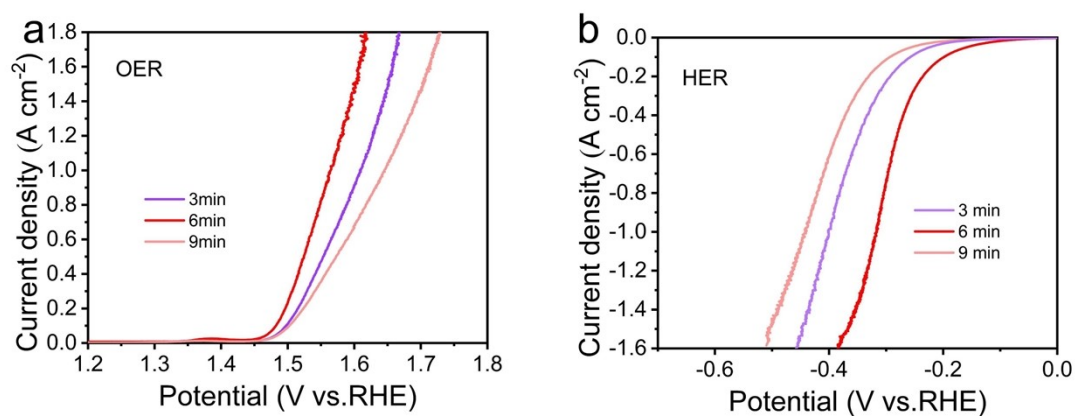 a
OER
1.8
1.6
1.4
1.2
1.0
0.8
0.6
0.4
0.2
0.0
Current density (A cm-2)
3min
6min
9min
1.2 1.3 1.4 1.5 1.6 1.7 1.8
Potential (V vs.RHE)
b
HER
0.0
-0.2
-0.4
-0.6
-0.8
-1.0
-1.2
-1.4
-1.6
Current density (A cm-2)
3 min
6 min
9 min
-0.6 -0.4 -0.2 0.0
Potential (V vs.RHE)